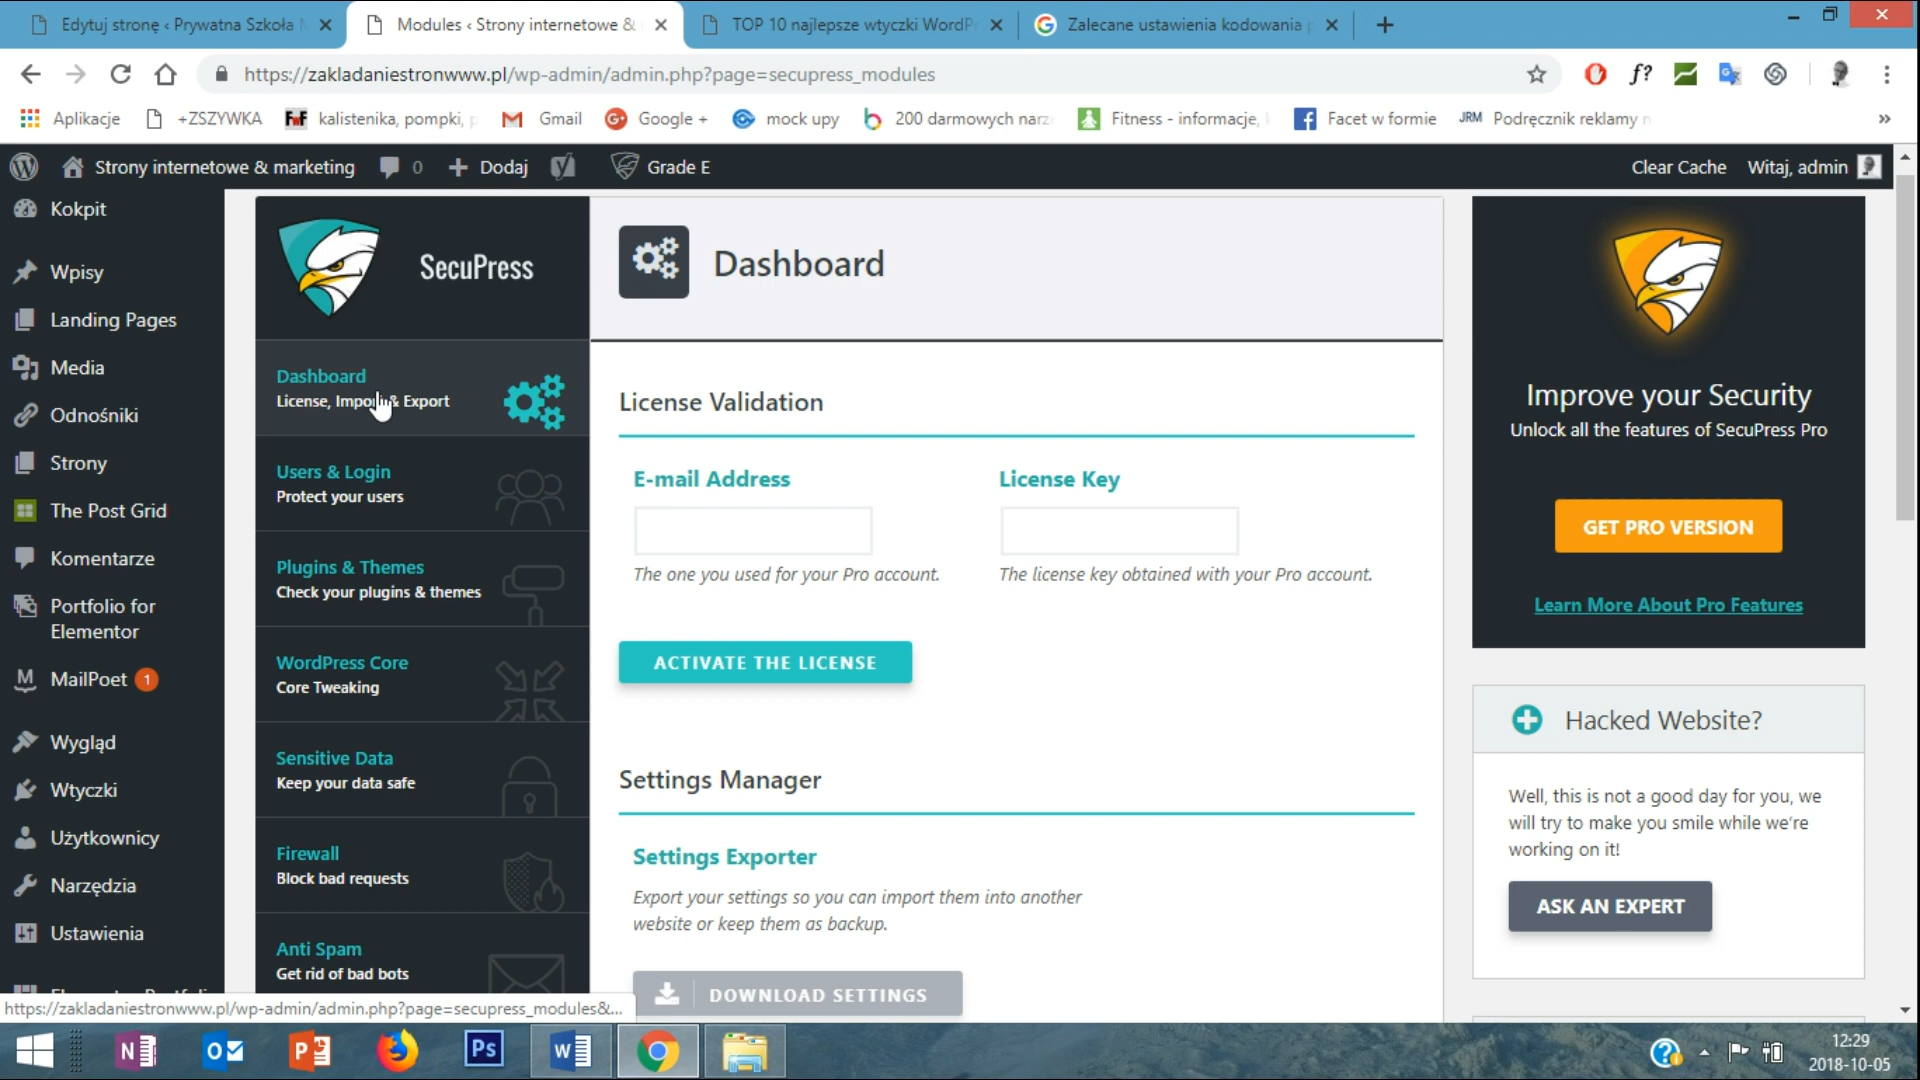 Edytuj stronę ‹ Prywatna Szkoła
Modules ‹ Strony internetowe &
TOP 10 najlepsze wtyczki WordP
Zalecane ustawienia kodowania
https://zakladaniestronwww.pl/wp-admin/admin.php?page=secupress_modules
f?
Aplikacje
+ZSZYWKA
FWF
kalistenika, pompki,
Gmail
Google +
mock upy
200 darmowych narz
Fitness - informacje,
Facet w formie
JRM
Podręcznik reklamy
»
Strony internetowe & marketing
0
Dodaj
Grade E
Clear Cache
Witaj, admin
Kokpit
Wpisy
Landing Pages
Media
Odnośniki
Strony
The Post Grid
Komentarze
Portfolio for
Elementor
MailPoet 1
Wygląd
Wtyczki
Użytkownicy
Narzędzia
Ustawienia
SecuPress
Dashboard
License, Import & Export
Users & Login
Protect your users
Plugins & Themes
Check your plugins & themes
WordPress Core
Core Tweaking
Sensitive Data
Keep your data safe
Firewall
Block bad requests
Anti Spam
Get rid of bad bots
Dashboard
License Validation
E-mail Address
License Key
The one you used for your Pro account.
The license key obtained with your Pro account.
ACTIVATE THE LICENSE
Settings Manager
Settings Exporter
Export your settings so you can import them into another
website or keep them as backup.
DOWNLOAD SETTINGS
Improve your Security
Unlock all the features of SecuPress Pro
GET PRO VERSION
Learn More About Pro Features
Hacked Website?
Well, this is not a good day for you, we
will try to make you smile while we're
working on it!
ASK AN EXPERT
https://zakladaniestronwww.pl/wp-admin/admin.php?page=secupress_modules&...
Ps
12:29
2018-10-05